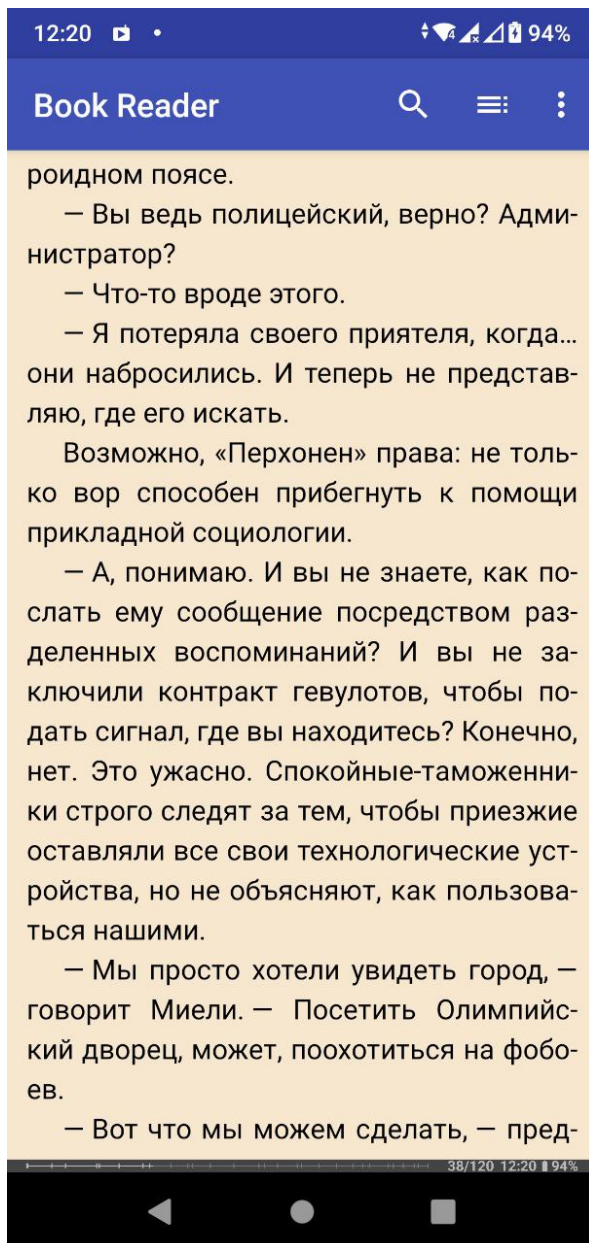 12:20 94%
Book Reader
роидном поясе.
— Вы ведь полицейский, верно? Адми-
нистратор?
— Что-то вроде этого.
— Я потеряла своего приятеля, когда...
они набросились. И теперь не представ-
ляю, где его искать.
Возможно, «Перхонен» права: не толь-
ко вор способен прибегнуть к помощи
прикладной социологии.
— А, понимаю. И вы не знаете, как по-
слать ему сообщение посредством раз-
деленных воспоминаний? И вы не за-
ключили контракт гевулотов, чтобы по-
дать сигнал, где вы находитесь? Конечно,
нет. Это ужасно. Спокойные-таможенни-
ки строго следят за тем, чтобы приезжие
оставляли все свои технологические уст-
ройства, но не объясняют, как пользова-
ться нашими.
— Мы просто хотели увидеть город, —
говорит Миели. — Посетить Олимпийс-
кий дворец, может, поохотиться на фобо-
ев.
— Вот что мы можем сделать, — пред-
38/120 12:20 94%